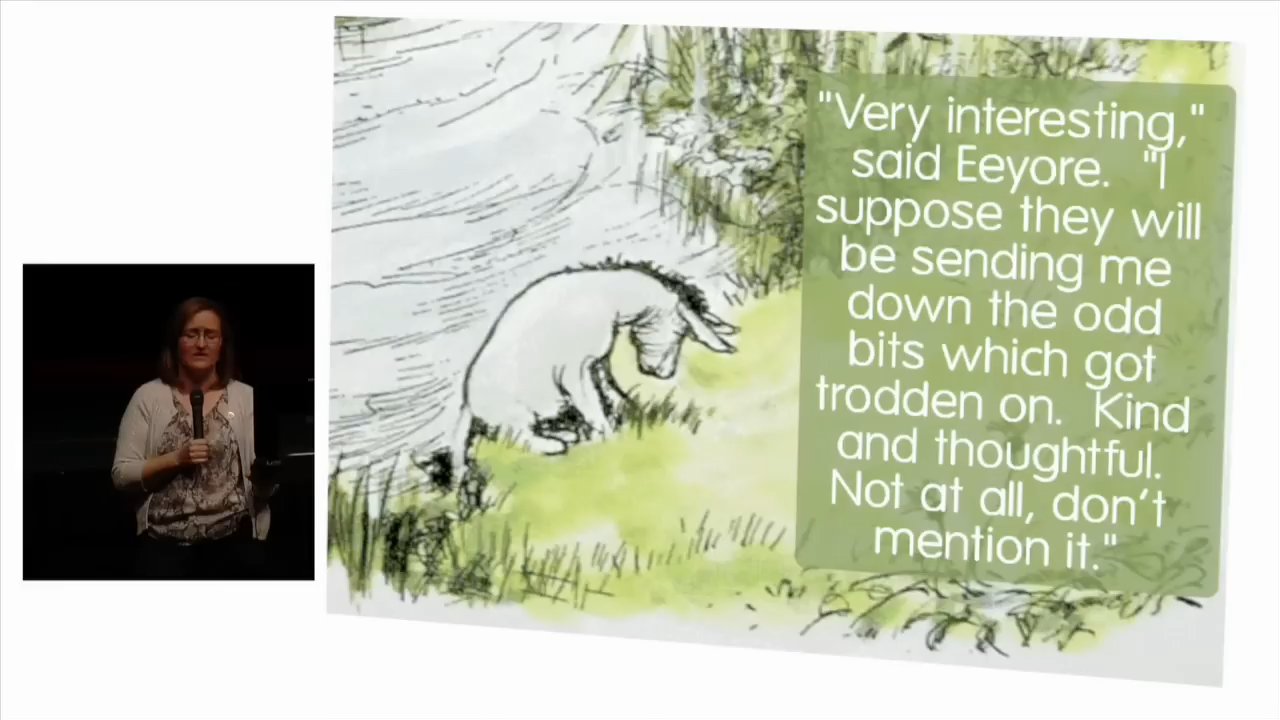 "Very interesting,"
said Eeyore. "I
suppose they will
be sending me
down the odd
bits which got
trodden on. Kind
and thoughtful.
Not at all, don't
mention it."